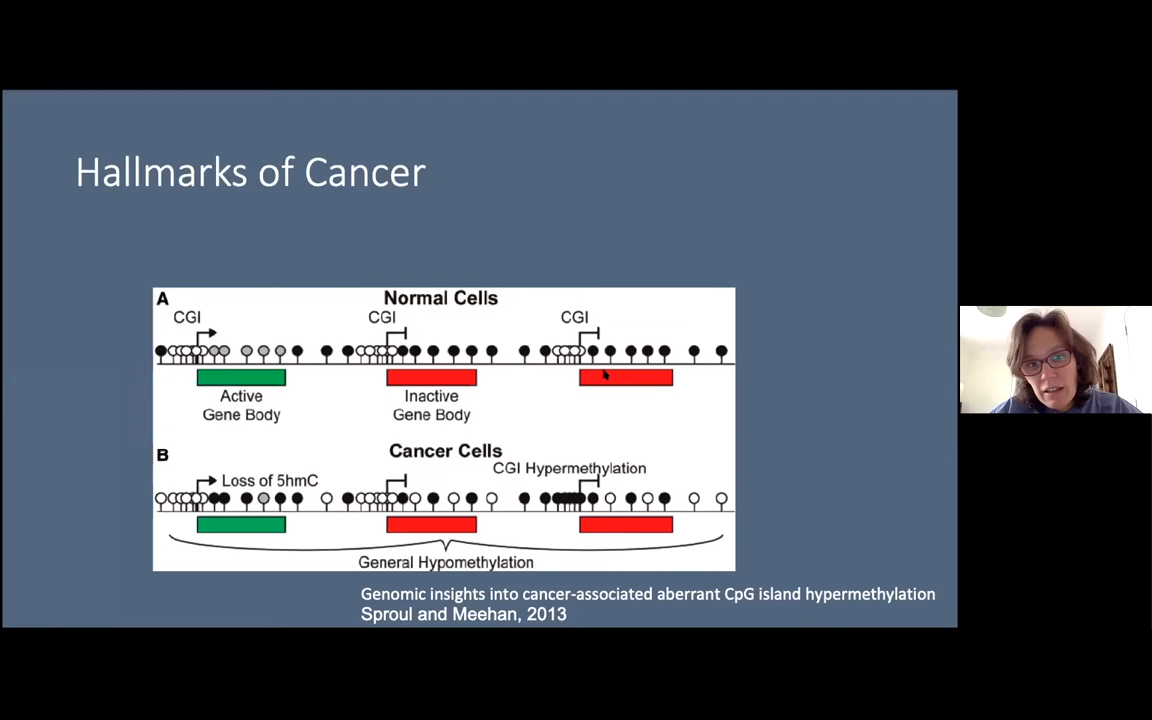 Hallmarks of Cancer
A
Normal Cells
CGI
CGI
CGI
Active
Gene Body
Inactive
Gene Body
B
Cancer Cells
Loss of 5hmC
CGI Hypermethylation
General Hypomethylation
Genomic insights into cancer-associated aberrant CpG island hypermethylation
Sproul and Meehan, 2013